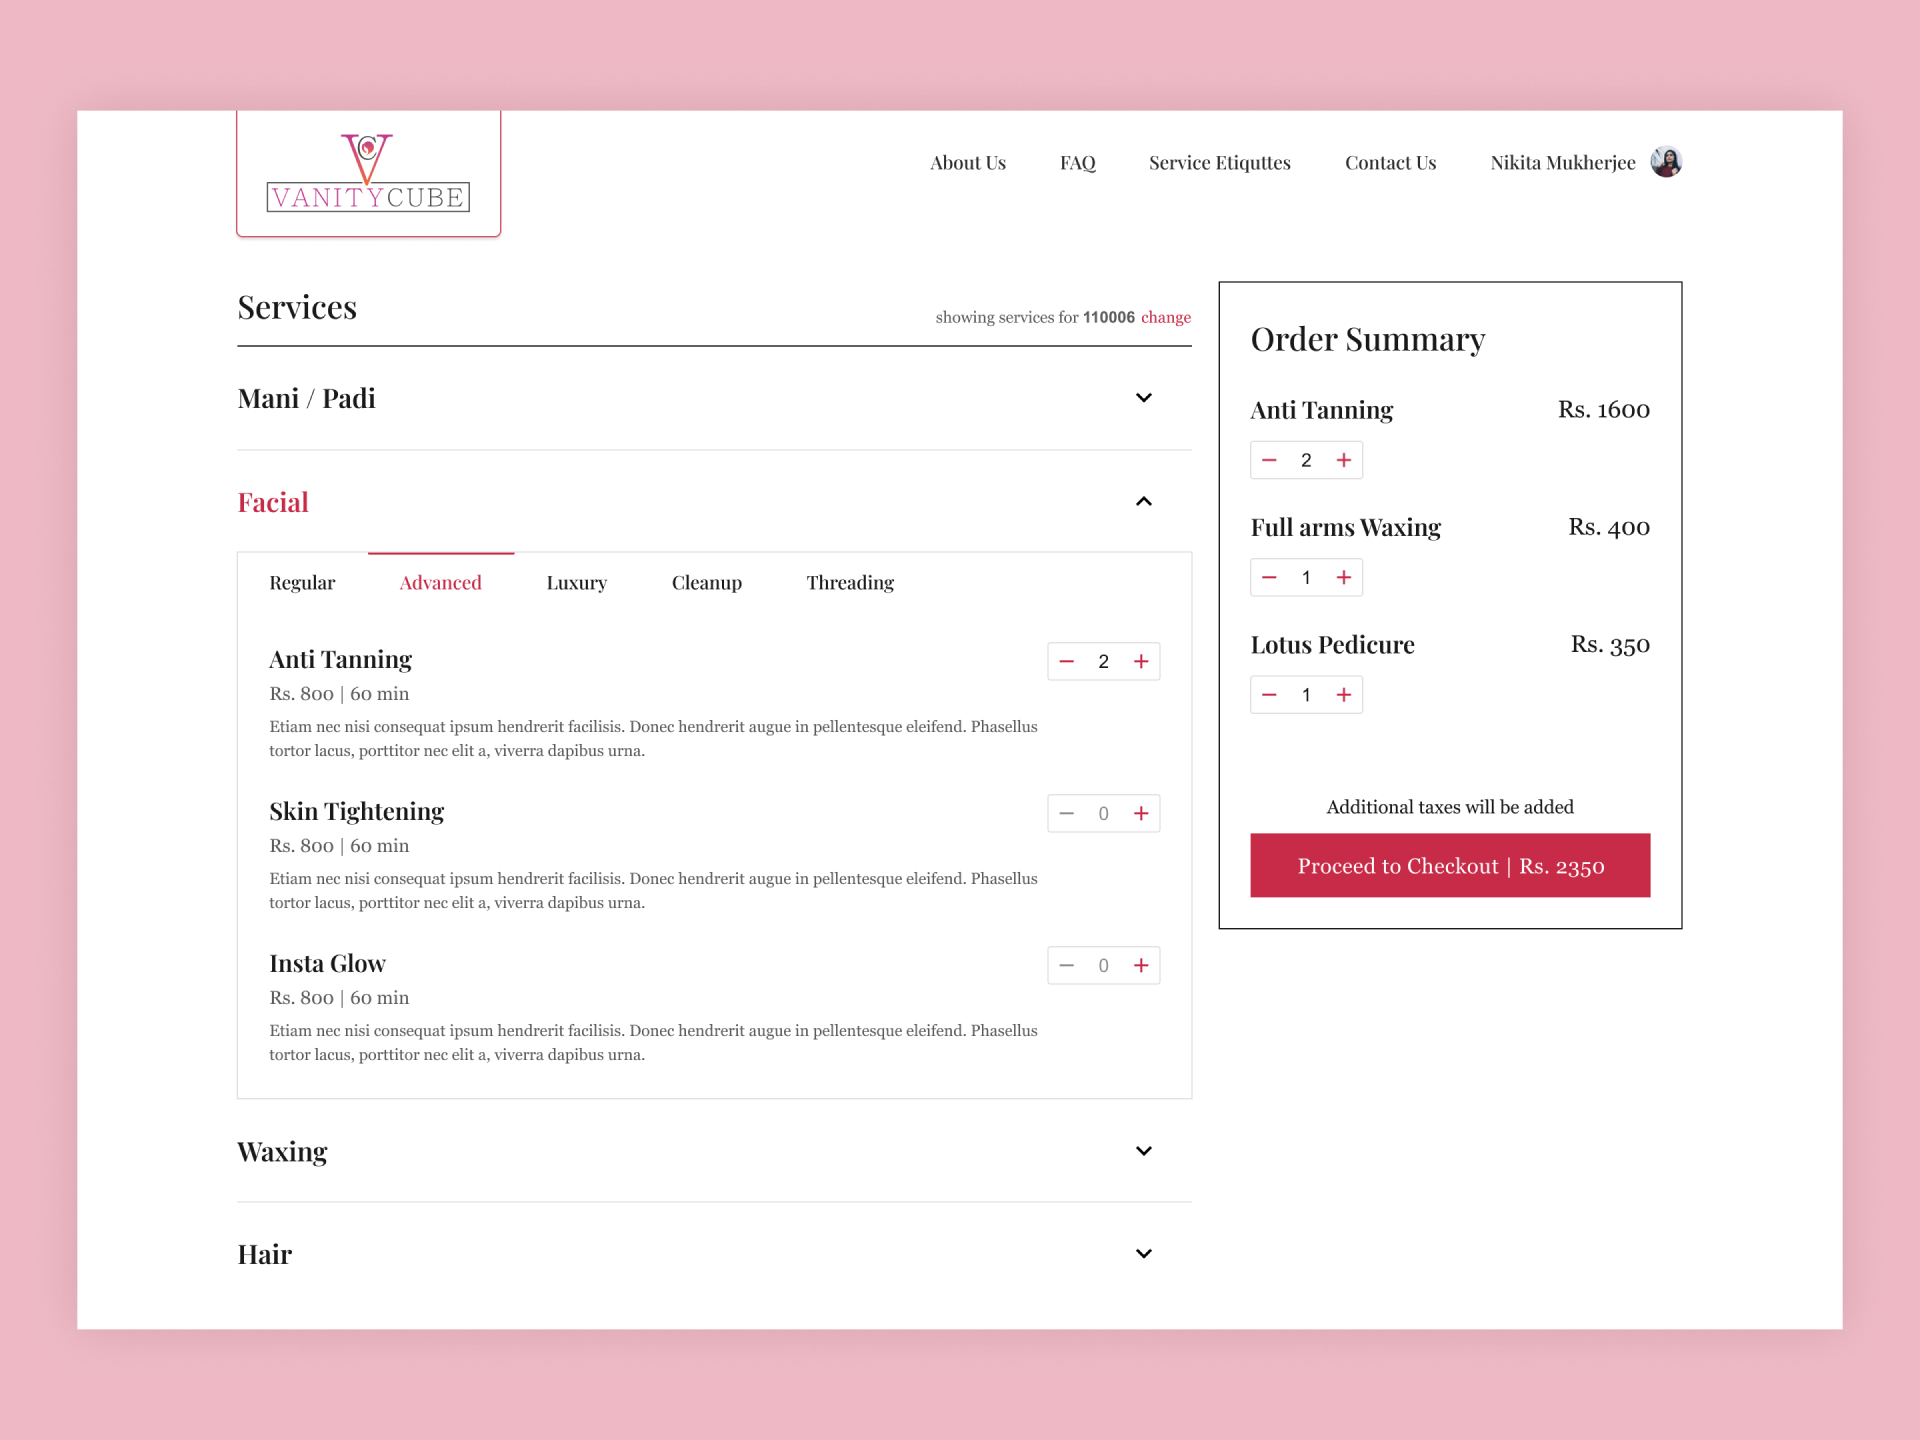 VANITYCUBE
About Us
FAQ
Service Etiquttes
Contact Us
Nikita Mukherjee
Services
showing services for 110006 change
Mani / Padi
Facial
Regular
Advanced
Luxury
Cleanup
Threading
Anti Tanning
2
Rs. 800 | 60 min
Etiam nec nisi consequat ipsum hendrerit facilisis. Donec hendrerit augue in pellentesque eleifend. Phasellus
tortor lacus, porttitor nec elit a, viverra dapibus urna.
Skin Tightening
0
Rs. 800 | 60 min
Etiam nec nisi consequat ipsum hendrerit facilisis. Donec hendrerit augue in pellentesque eleifend. Phasellus
tortor lacus, porttitor nec elit a, viverra dapibus urna.
Insta Glow
0
Rs. 800 | 60 min
Etiam nec nisi consequat ipsum hendrerit facilisis. Donec hendrerit augue in pellentesque eleifend. Phasellus
tortor lacus, porttitor nec elit a, viverra dapibus urna.
Waxing
Hair
Order Summary
Anti Tanning Rs. 1600
2
Full arms Waxing Rs. 400
1
Lotus Pedicure Rs. 350
1
Additional taxes will be added
Proceed to Checkout | Rs. 2350